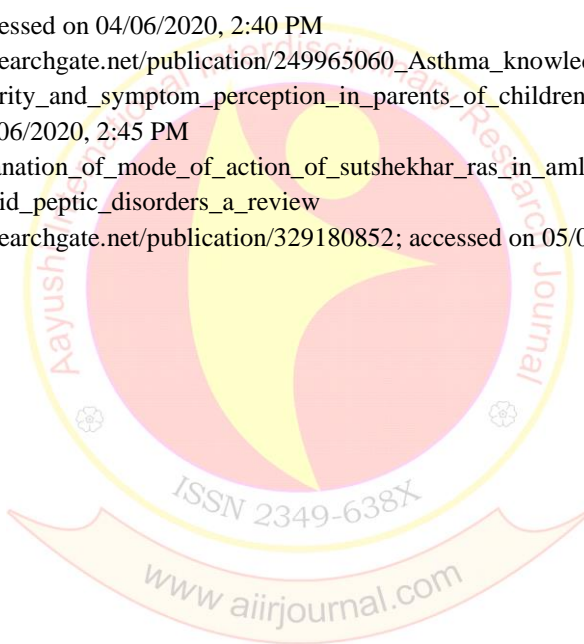 essed on 04/06/2020, 2:40 PM
earchgate.net/publication/249965060_Asthma_knowle
rity_and_symptom_perception_in_parents_of_children
06/2020, 2:45 PM
anation_of_mode_of_action_of_sutshekhar_ras_in_aml
id_peptic_disorders_a_review
earchgate.net/publication/329180852; accessed on 05/0
Aayushi International Interdisciplinary Research Journal
ISSN 2349-638X
www aiirjournal.com